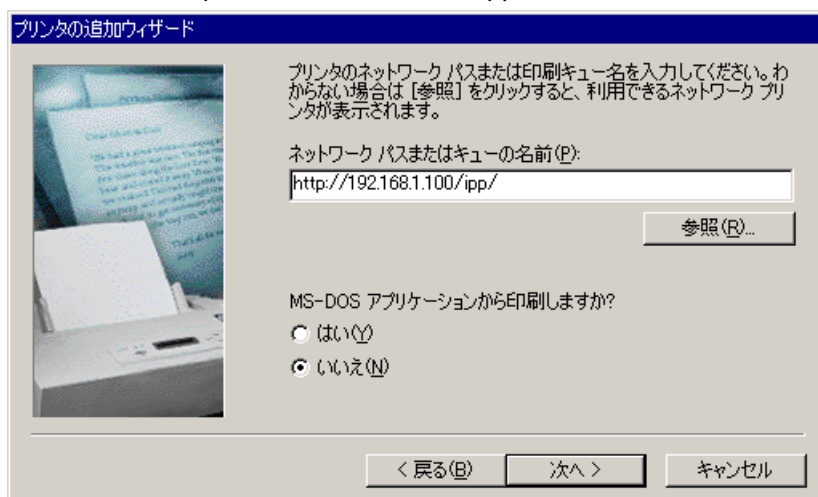 プリンタの追加ウィザード
プリンタのネットワーク パスまたは印刷キュー名を入力してください。わ
からない場合は [参照] をクリックすると、利用できるネットワーク プリ
ンタが表示されます。
ネットワーク パスまたはキューの名前(P):
http://192.168.1.100/ipp/
参照(R)...
MS-DOS アプリケーションから印刷しますか?
はい(Y)
いいえ(N)
< 戻る(B)
次へ >
キャンセル